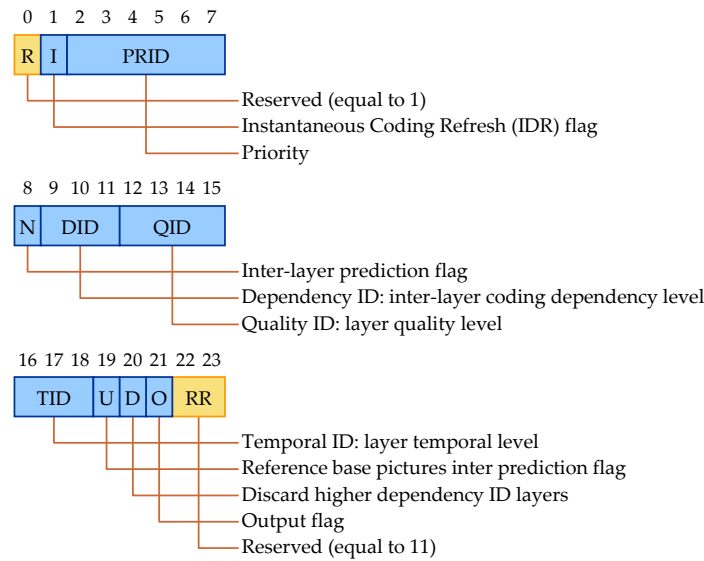 0 1 2 3 4 5 6 7
R I PRID
Reserved (equal to 1)
Instantaneous Coding Refresh (IDR) flag
Priority
8 9 10 11 12 13 14 15
N DID QID
Inter-layer prediction flag
Dependency ID: inter-layer coding dependency level
Quality ID: layer quality level
16 17 18 19 20 21 22 23
TID U D O RR
Temporal ID: layer temporal level
Reference base pictures inter prediction flag
Discard higher dependency ID layers
Output flag
Reserved (equal to 11)